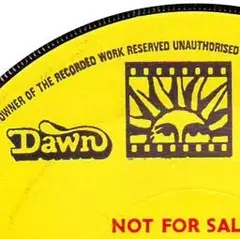 OWNER OF THE RECORDED WORK RESERVED UNAUTHORISED
Dawn
NOT FOR SAL